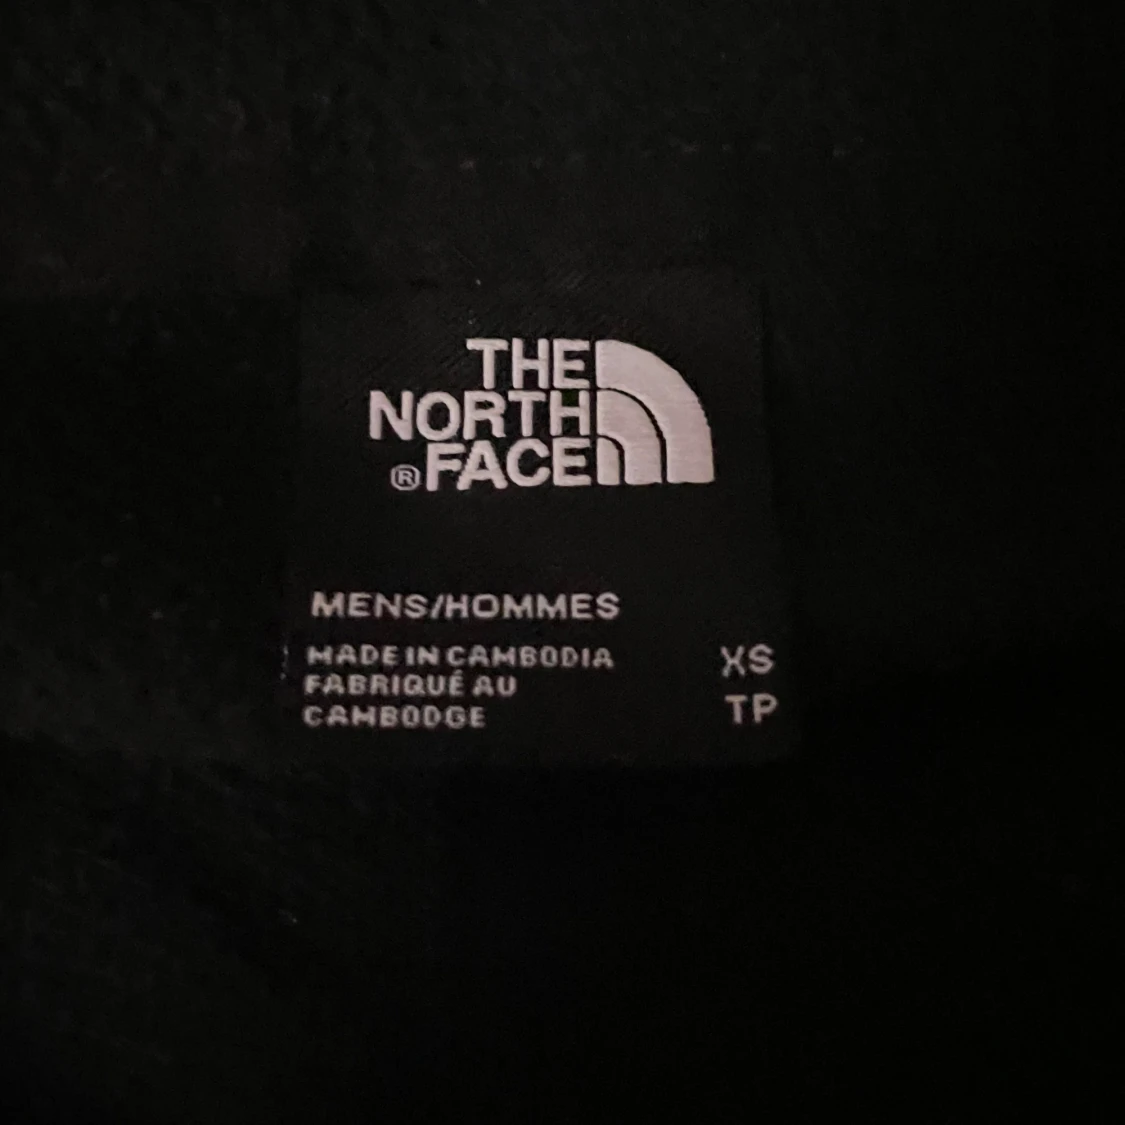 THE
NORTH
® FACE
MENS/HOMMES
MADE IN CAMBODIA
FABRIQUÉ AU
CAMBODGE
XS
TP